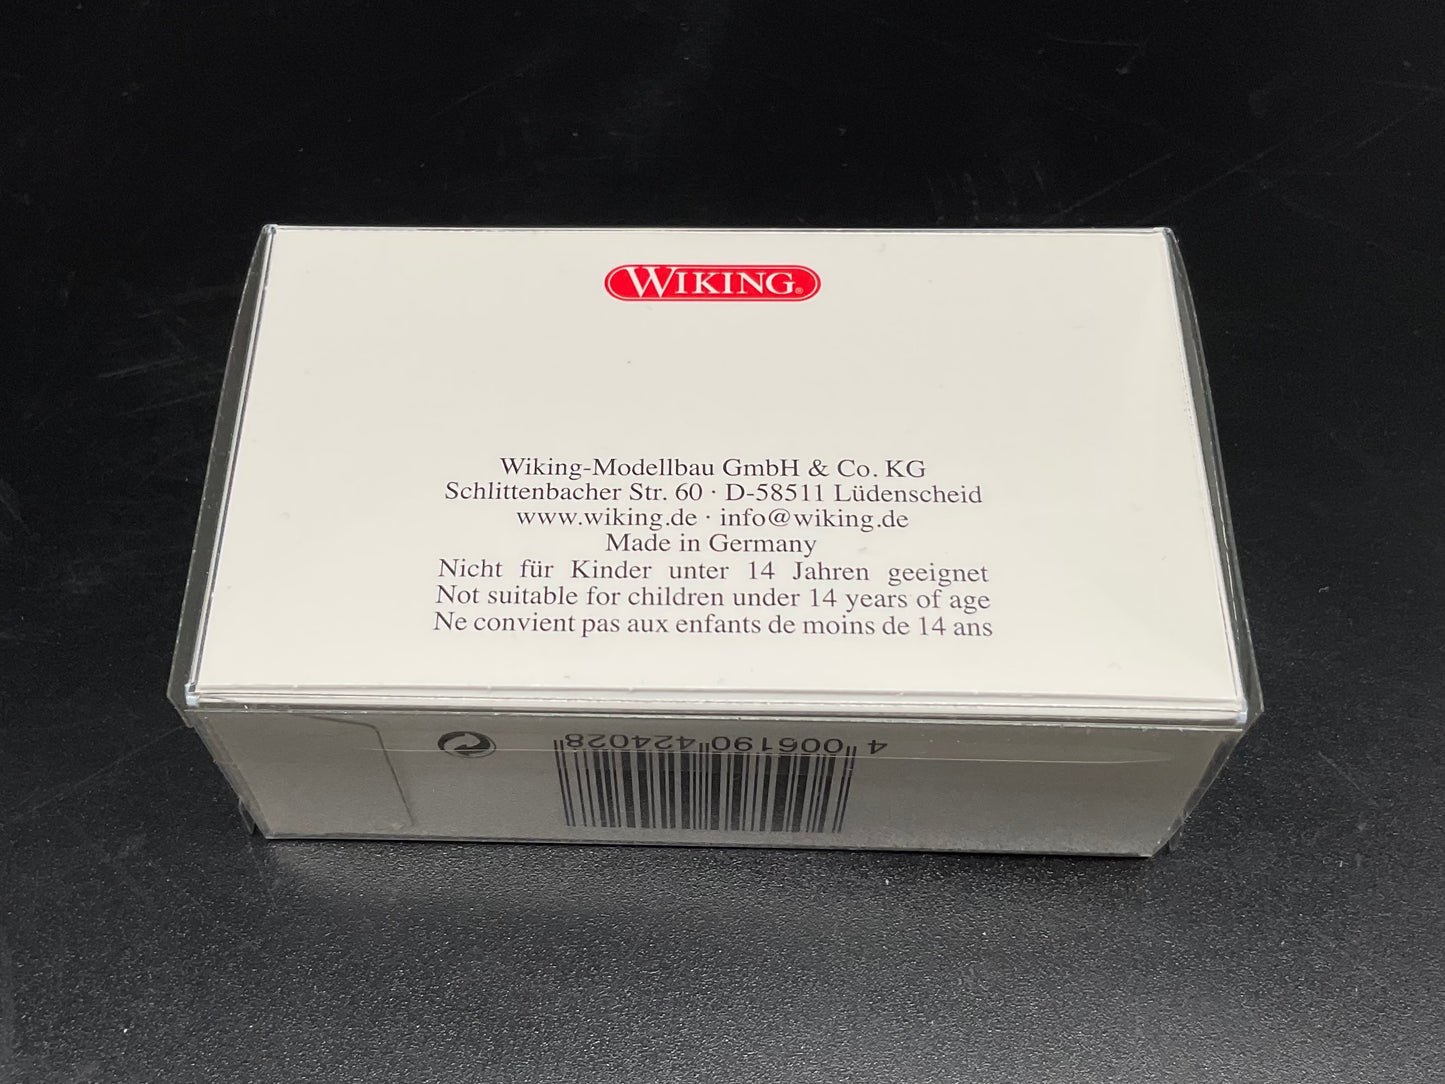 WIKING®
Wiking-Modellbau GmbH & Co. KG
Schlittenbacher Str. 60 · D-58511 Lüdenscheid
www.wiking.de · info@wiking.de
Made in Germany
Nicht für Kinder unter 14 Jahren geeignet
Not suitable for children under 14 years of age
Ne convient pas aux enfants de moins de 14 ans
4 006190 424028